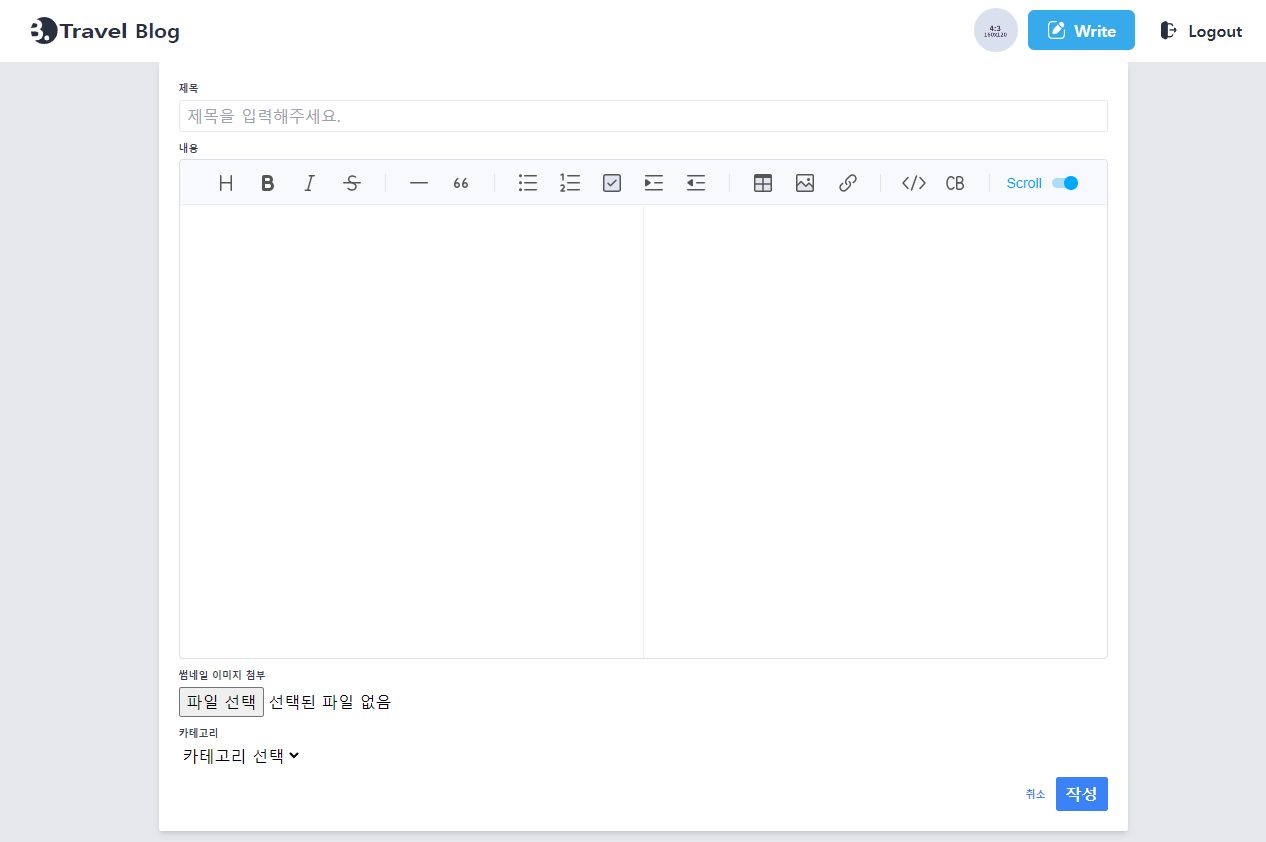 B. Travel Blog
4:3
160x120
Write
Logout
제목
제목을 입력해주세요.
내용
H B I S — 66 </> CB Scroll
썸네일 이미지 첨부
파일 선택 선택된 파일 없음
카테고리
카테고리 선택
취소 작성